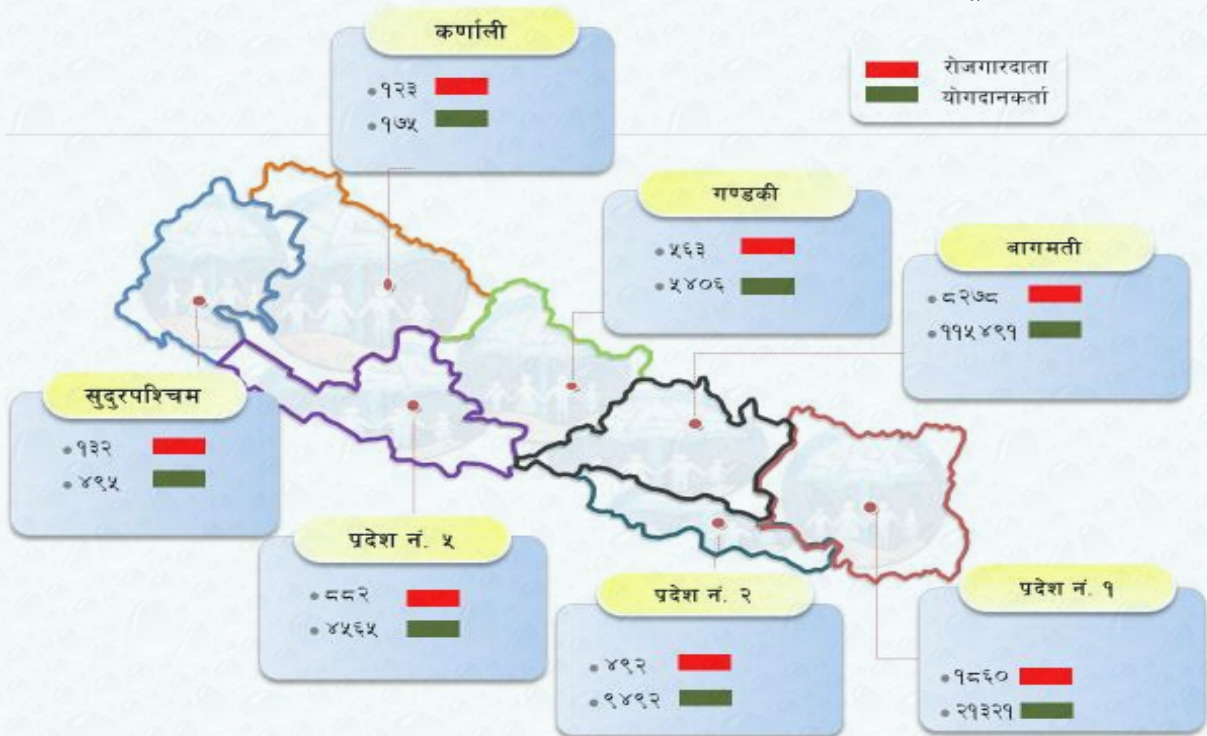 कर्णाली
१२३
१७५
रोजगारदाता
योगदानकर्ता
गण्डकी
५६३
५४०६
बागमती
८२७८
११५४९१
सुदुरपश्चिम
१३२
४९५
प्रदेश नं. ५
८८२
४५६५
प्रदेश नं. २
४९२
९४९२
प्रदेश नं. १
१८६०
२१३२१